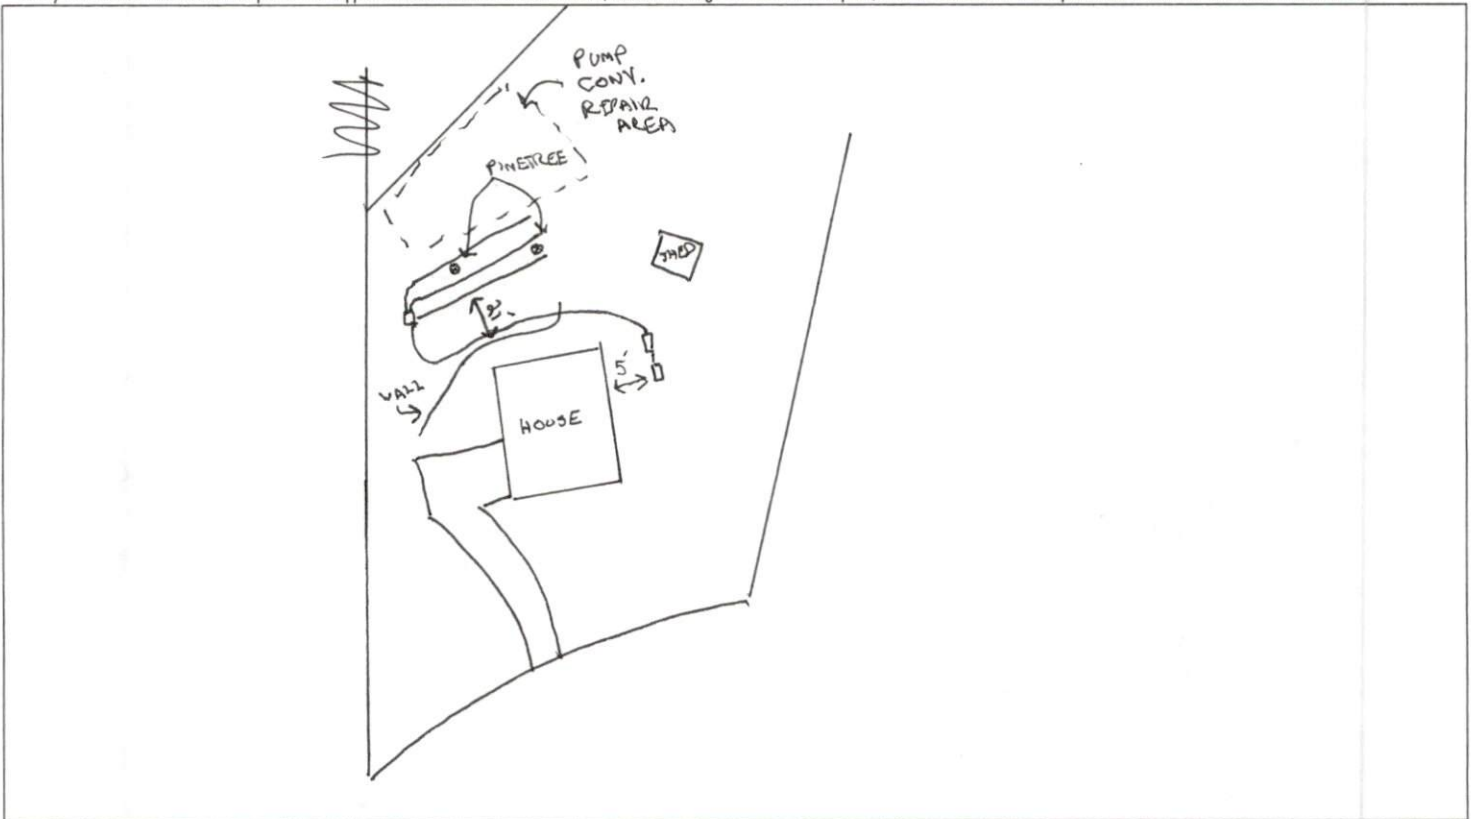 PUMP
CONV.
REPAIR
AREA
PINETREE
SHED
5'
WALL
HOUSE